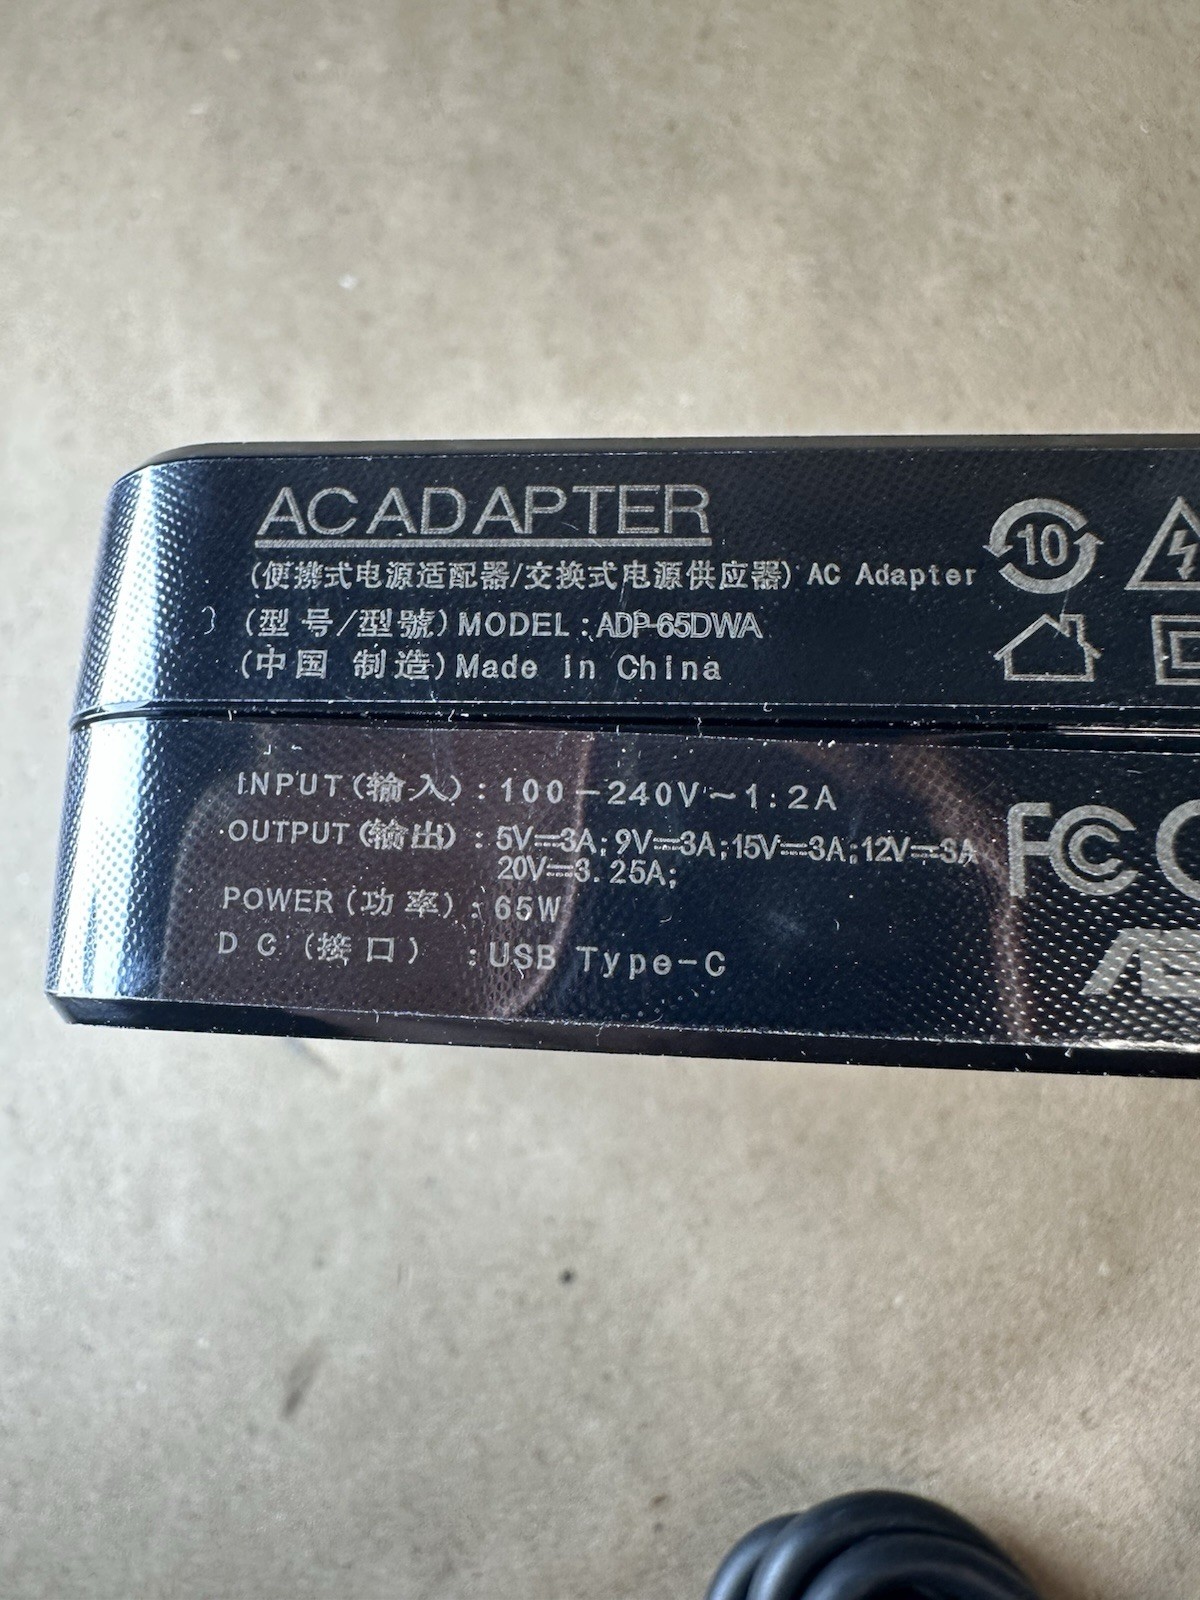 AC ADAPTER
(便携式电源适配器/交换式电源供应器) AC Adapter
10
(型号/型號) MODEL: ADP-65DWA
(中国 制造) Made in China
INPUT (输入) : 100-240V~1.2A
OUTPUT (输出) : 5V⎓3A; 9V⎓3A; 15V⎓3A; 12V⎓3A
20V⎓3.25A;
FC
POWER (功率) : 65W
DC (接口) : USB Type-C